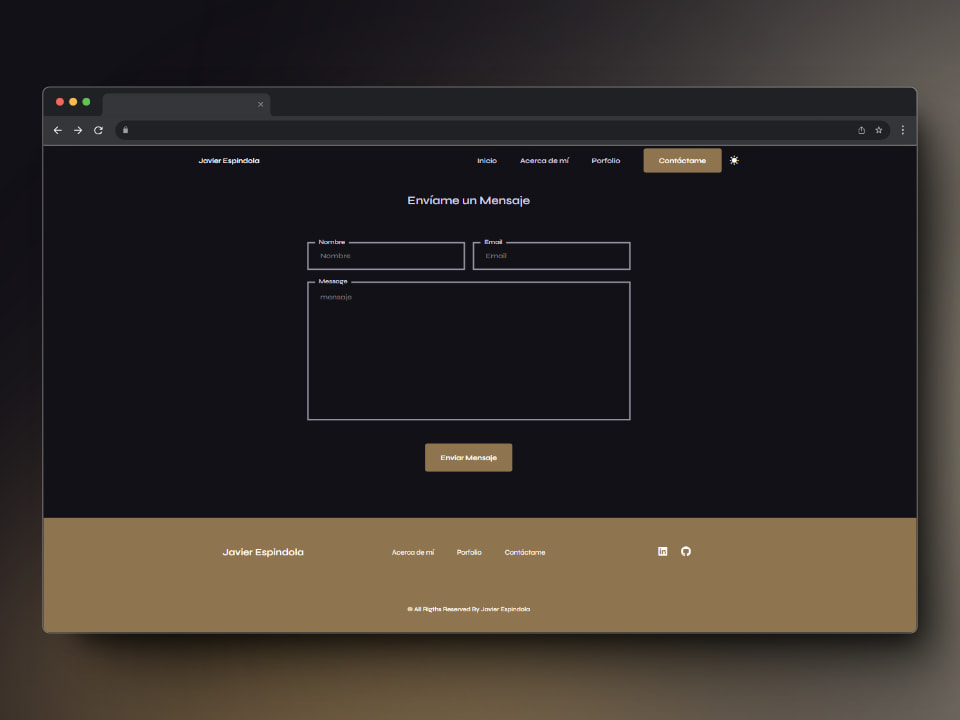 Javier Espindola Inicio Acerca de mí Porfolio Contáctame
Envíame un Mensaje
Nombre Email
Nombre Email
Message
mensaje
Enviar Mensaje
Javier Espindola Acerca de mí Porfolio Contáctame
© All Rigths Reserved By Javier Espindola